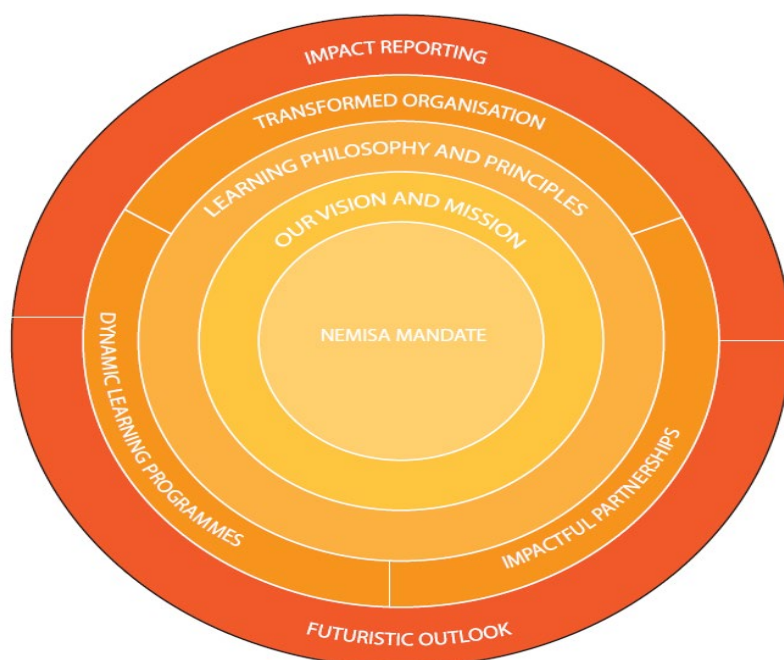 IMPACT REPORTING
TRANSFORMED ORGANISATION
LEARNING PHILOSOPHY AND PRINCIPLES
OUR VISION AND MISSION
NEMISA MANDATE
DYNAMIC LEARNING PROGRAMMES
IMPACTFUL PARTNERSHIPS
FUTURISTIC OUTLOOK